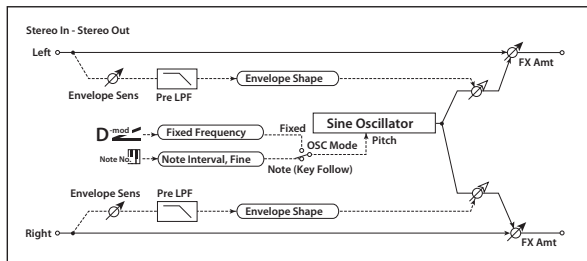 Stereo In - Stereo Out
Left
FX Amt
Envelope Sens
Pre LPF
Envelope Shape
D-mod
Fixed Frequency
Fixed
Sine Oscillator
OSC Mode
Pitch
Note No.
Note Interval, Fine
Note (Key Follow)
Envelope Sens
Pre LPF
Envelope Shape
Right
FX Amt